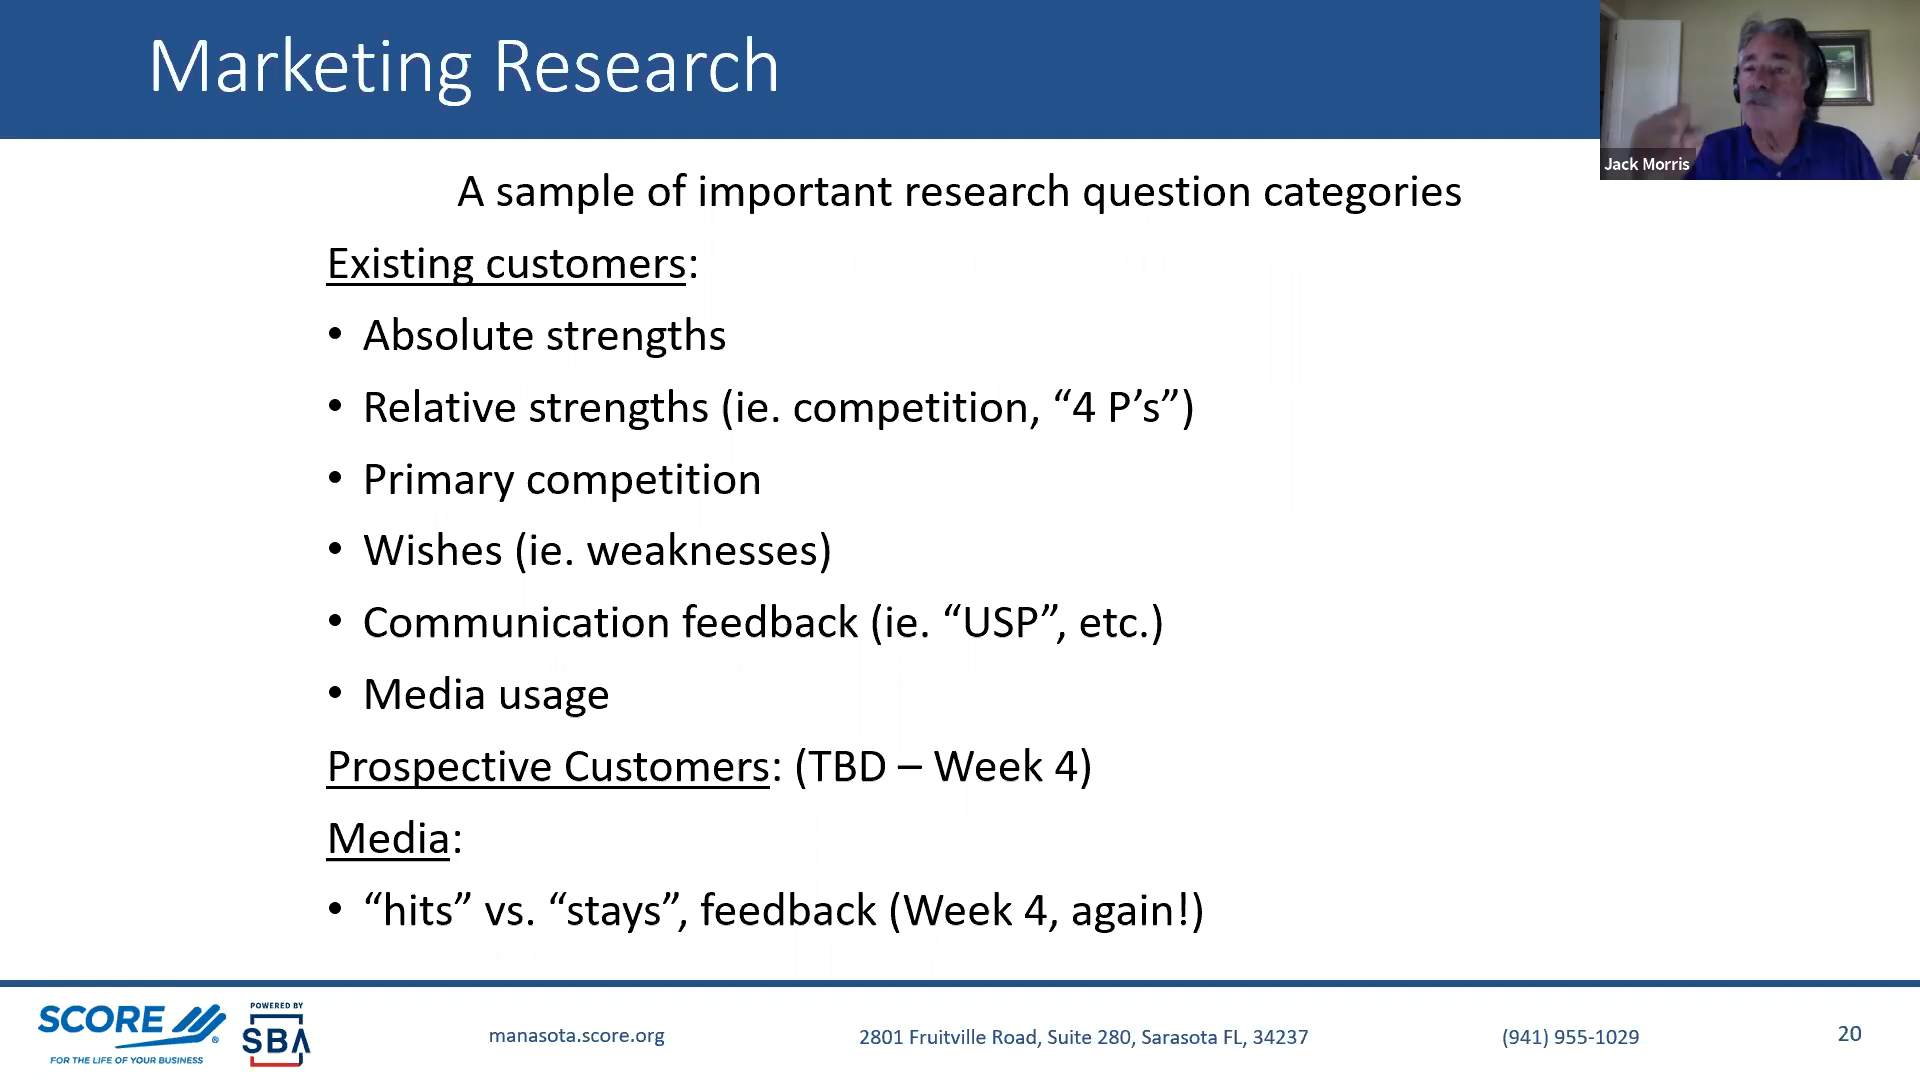 Marketing Research
Jack Morris
A sample of important research question categories
Existing customers:
• Absolute strengths
• Relative strengths (ie. competition, “4 P’s”)
• Primary competition
• Wishes (ie. weaknesses)
• Communication feedback (ie. “USP”, etc.)
• Media usage
Prospective Customers: (TBD – Week 4)
Media:
• “hits” vs. “stays”, feedback (Week 4, again!)
SCORE ®
FOR THE LIFE OF YOUR BUSINESS
POWERED BY
SBA
manasota.score.org
2801 Fruitville Road, Suite 280, Sarasota FL, 34237
(941) 955-1029
20